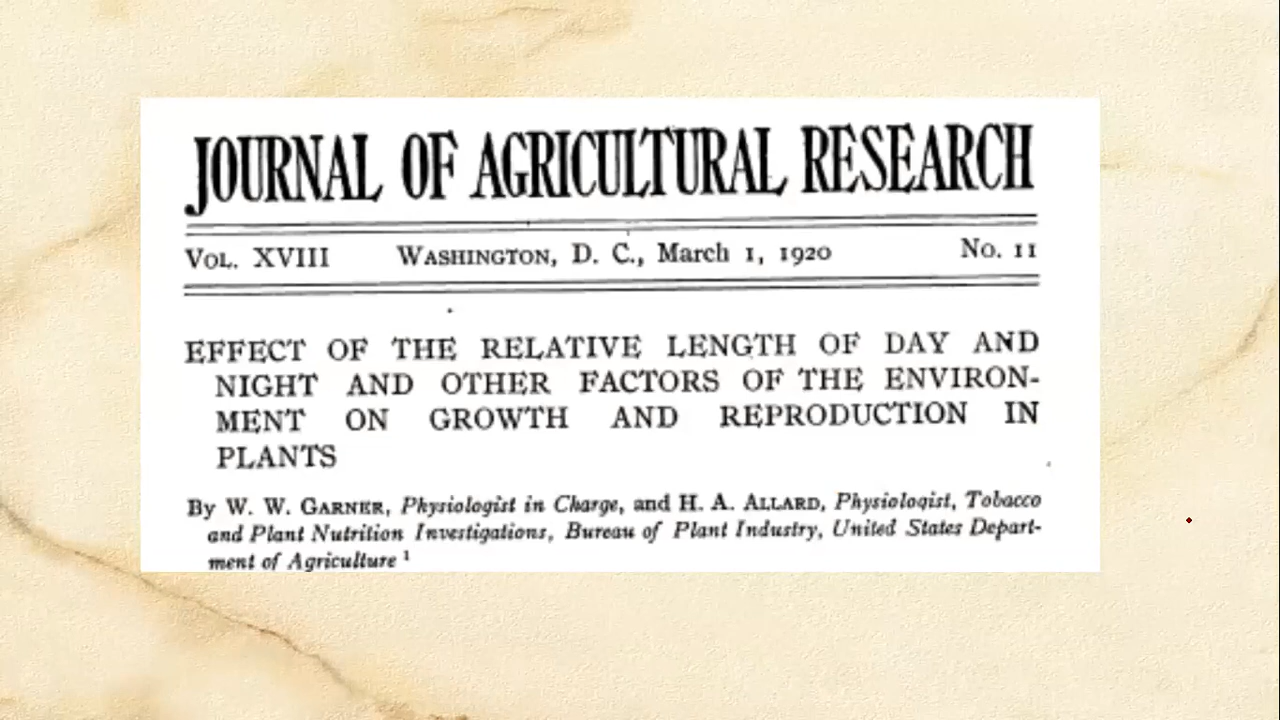 JOURNAL OF AGRICULTURAL RESEARCH
VOL. XVIII WASHINGTON, D. C., March 1, 1920 No. 11
EFFECT OF THE RELATIVE LENGTH OF DAY AND
NIGHT AND OTHER FACTORS OF THE ENVIRON-
MENT ON GROWTH AND REPRODUCTION IN
PLANTS
By W. W. GARNER, Physiologist in Charge, and H. A. ALLARD, Physiologist, Tobacco
and Plant Nutrition Investigations, Bureau of Plant Industry, United States Depart-
ment of Agriculture 1